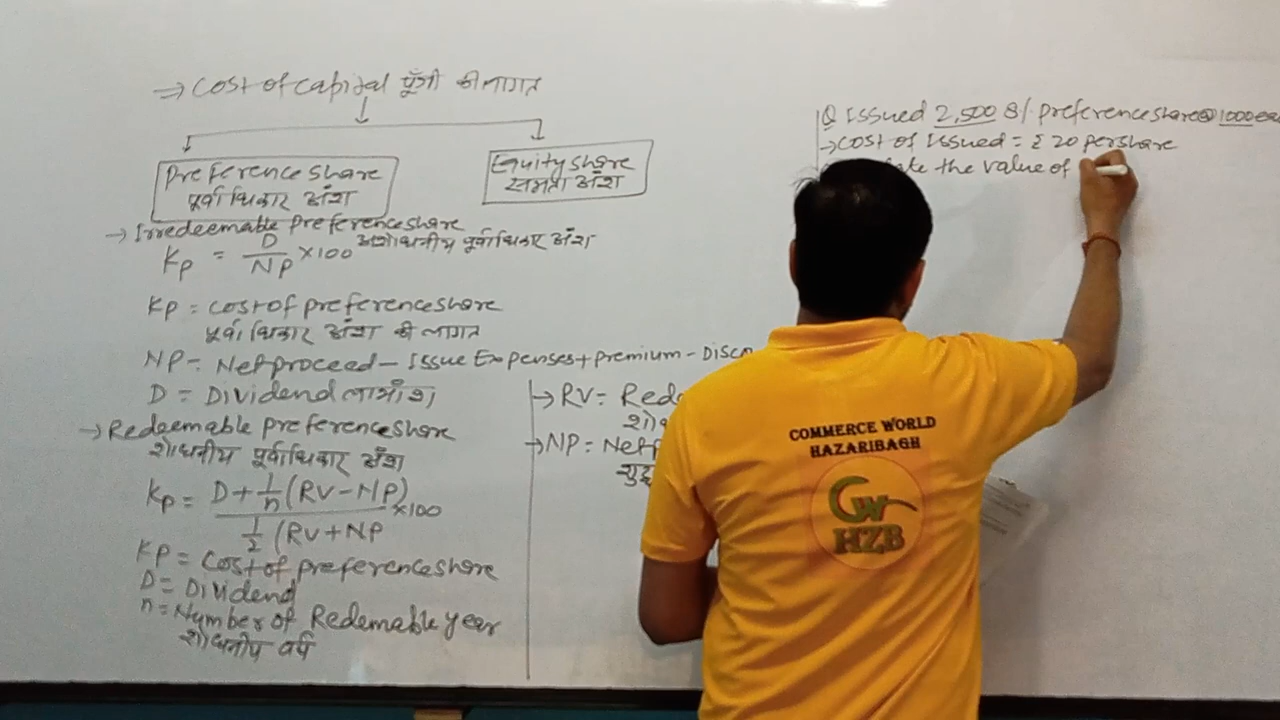 ⇒ Cost of capital पूँजी की लागत
Preference share
पूर्वाधिकार अंश
Equity share
समता अंश
→ Irredeemable preference share
अशोधनीय पूर्वाधिकार अंश
Kp = D/NP ×100
Kp = Cost of preference share
पूर्वाधिकार अंश की लागत
NP = Net proceed - Issue Expenses + premium -
D = Dividend लाभांश
→ Redeemable preference share
शोधनीय पूर्वाधिकार अंश
Kp = D+1/n(RV-NP)
1/2 (RV+NP
×100
KP = Cost of preference share
D = Dividend
n = Number of Redemable year
शोधनीय वर्ष
→ RV =
→ NP =
Q Issued 2,500 8/. preference share @ 1000
→ Cost of Issued = ₹ 20 per share
the value of
COMMERCE WORLD
HAZARIBAGH
CW
HZB